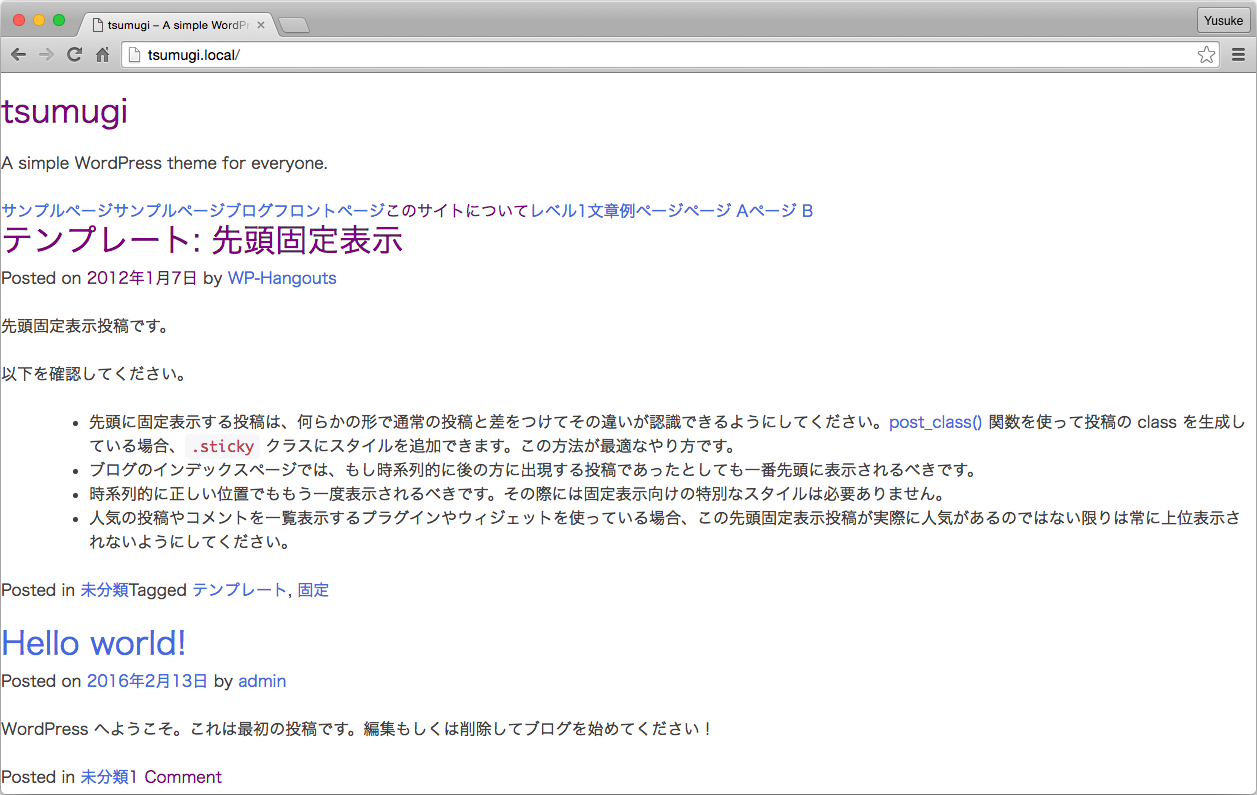 tsumugi – A simple WordPr
Yusuke
tsumugi.local/
tsumugi
A simple WordPress theme for everyone.
サンプルページサンプルページブログフロントページこのサイトについてレベル1文章例ページページ Aページ B
テンプレート: 先頭固定表示
Posted on 2012年1月7日 by WP-Hangouts
先頭固定表示投稿です。
以下を確認してください。
• 先頭に固定表示する投稿は、何らかの形で通常の投稿と差をつけてその違いが認識できるようにしてください。post_class() 関数を使って投稿の class を生成し
ている場合、 .sticky クラスにスタイルを追加できます。この方法が最適なやり方です。
• ブログのインデックスページでは、もし時系列的に後の方に出現する投稿であったとしても一番先頭に表示されるべきです。
• 時系列的に正しい位置でももう一度表示されるべきです。その際には固定表示向けの特別なスタイルは必要ありません。
• 人気の投稿やコメントを一覧表示するプラグインやウィジェットを使っている場合、この先頭固定表示投稿が実際に人気があるのではない限りは常に上位表示さ
れないようにしてください。
Posted in 未分類Tagged テンプレート, 固定
Hello world!
Posted on 2016年2月13日 by admin
WordPress へようこそ。これは最初の投稿です。編集もしくは削除してブログを始めてください！
Posted in 未分類1 Comment